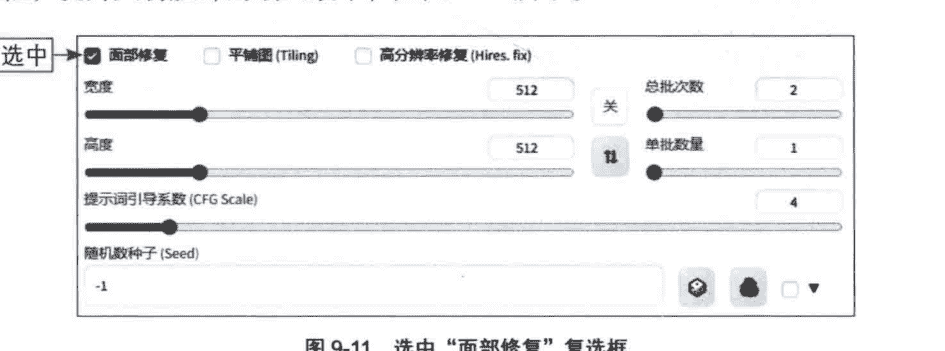 选中
面部修复 平铺图 (Tiling) 高分辨率修复 (Hires. fix)
宽度 512 关 总批次数 2
高度 512 单批数量 1
提示词引导系数 (CFG Scale) 4
随机数种子 (Seed)
-1
图 9-11 选中“面部修复”复选框